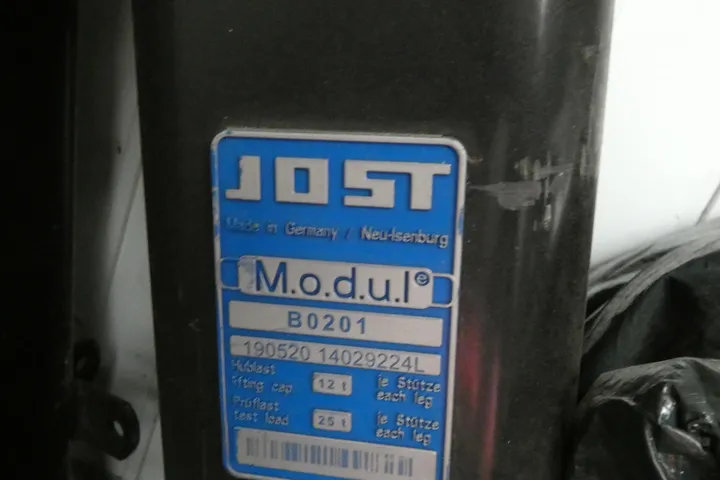 JOST
Made in Germany / Neu-Isenburg
M.o.d.u.l e
B0201
190520 14029224L
Hublast je Stütze
lifting cap. 12 t each leg
Prüflast je Stütze
test load 25 t each leg